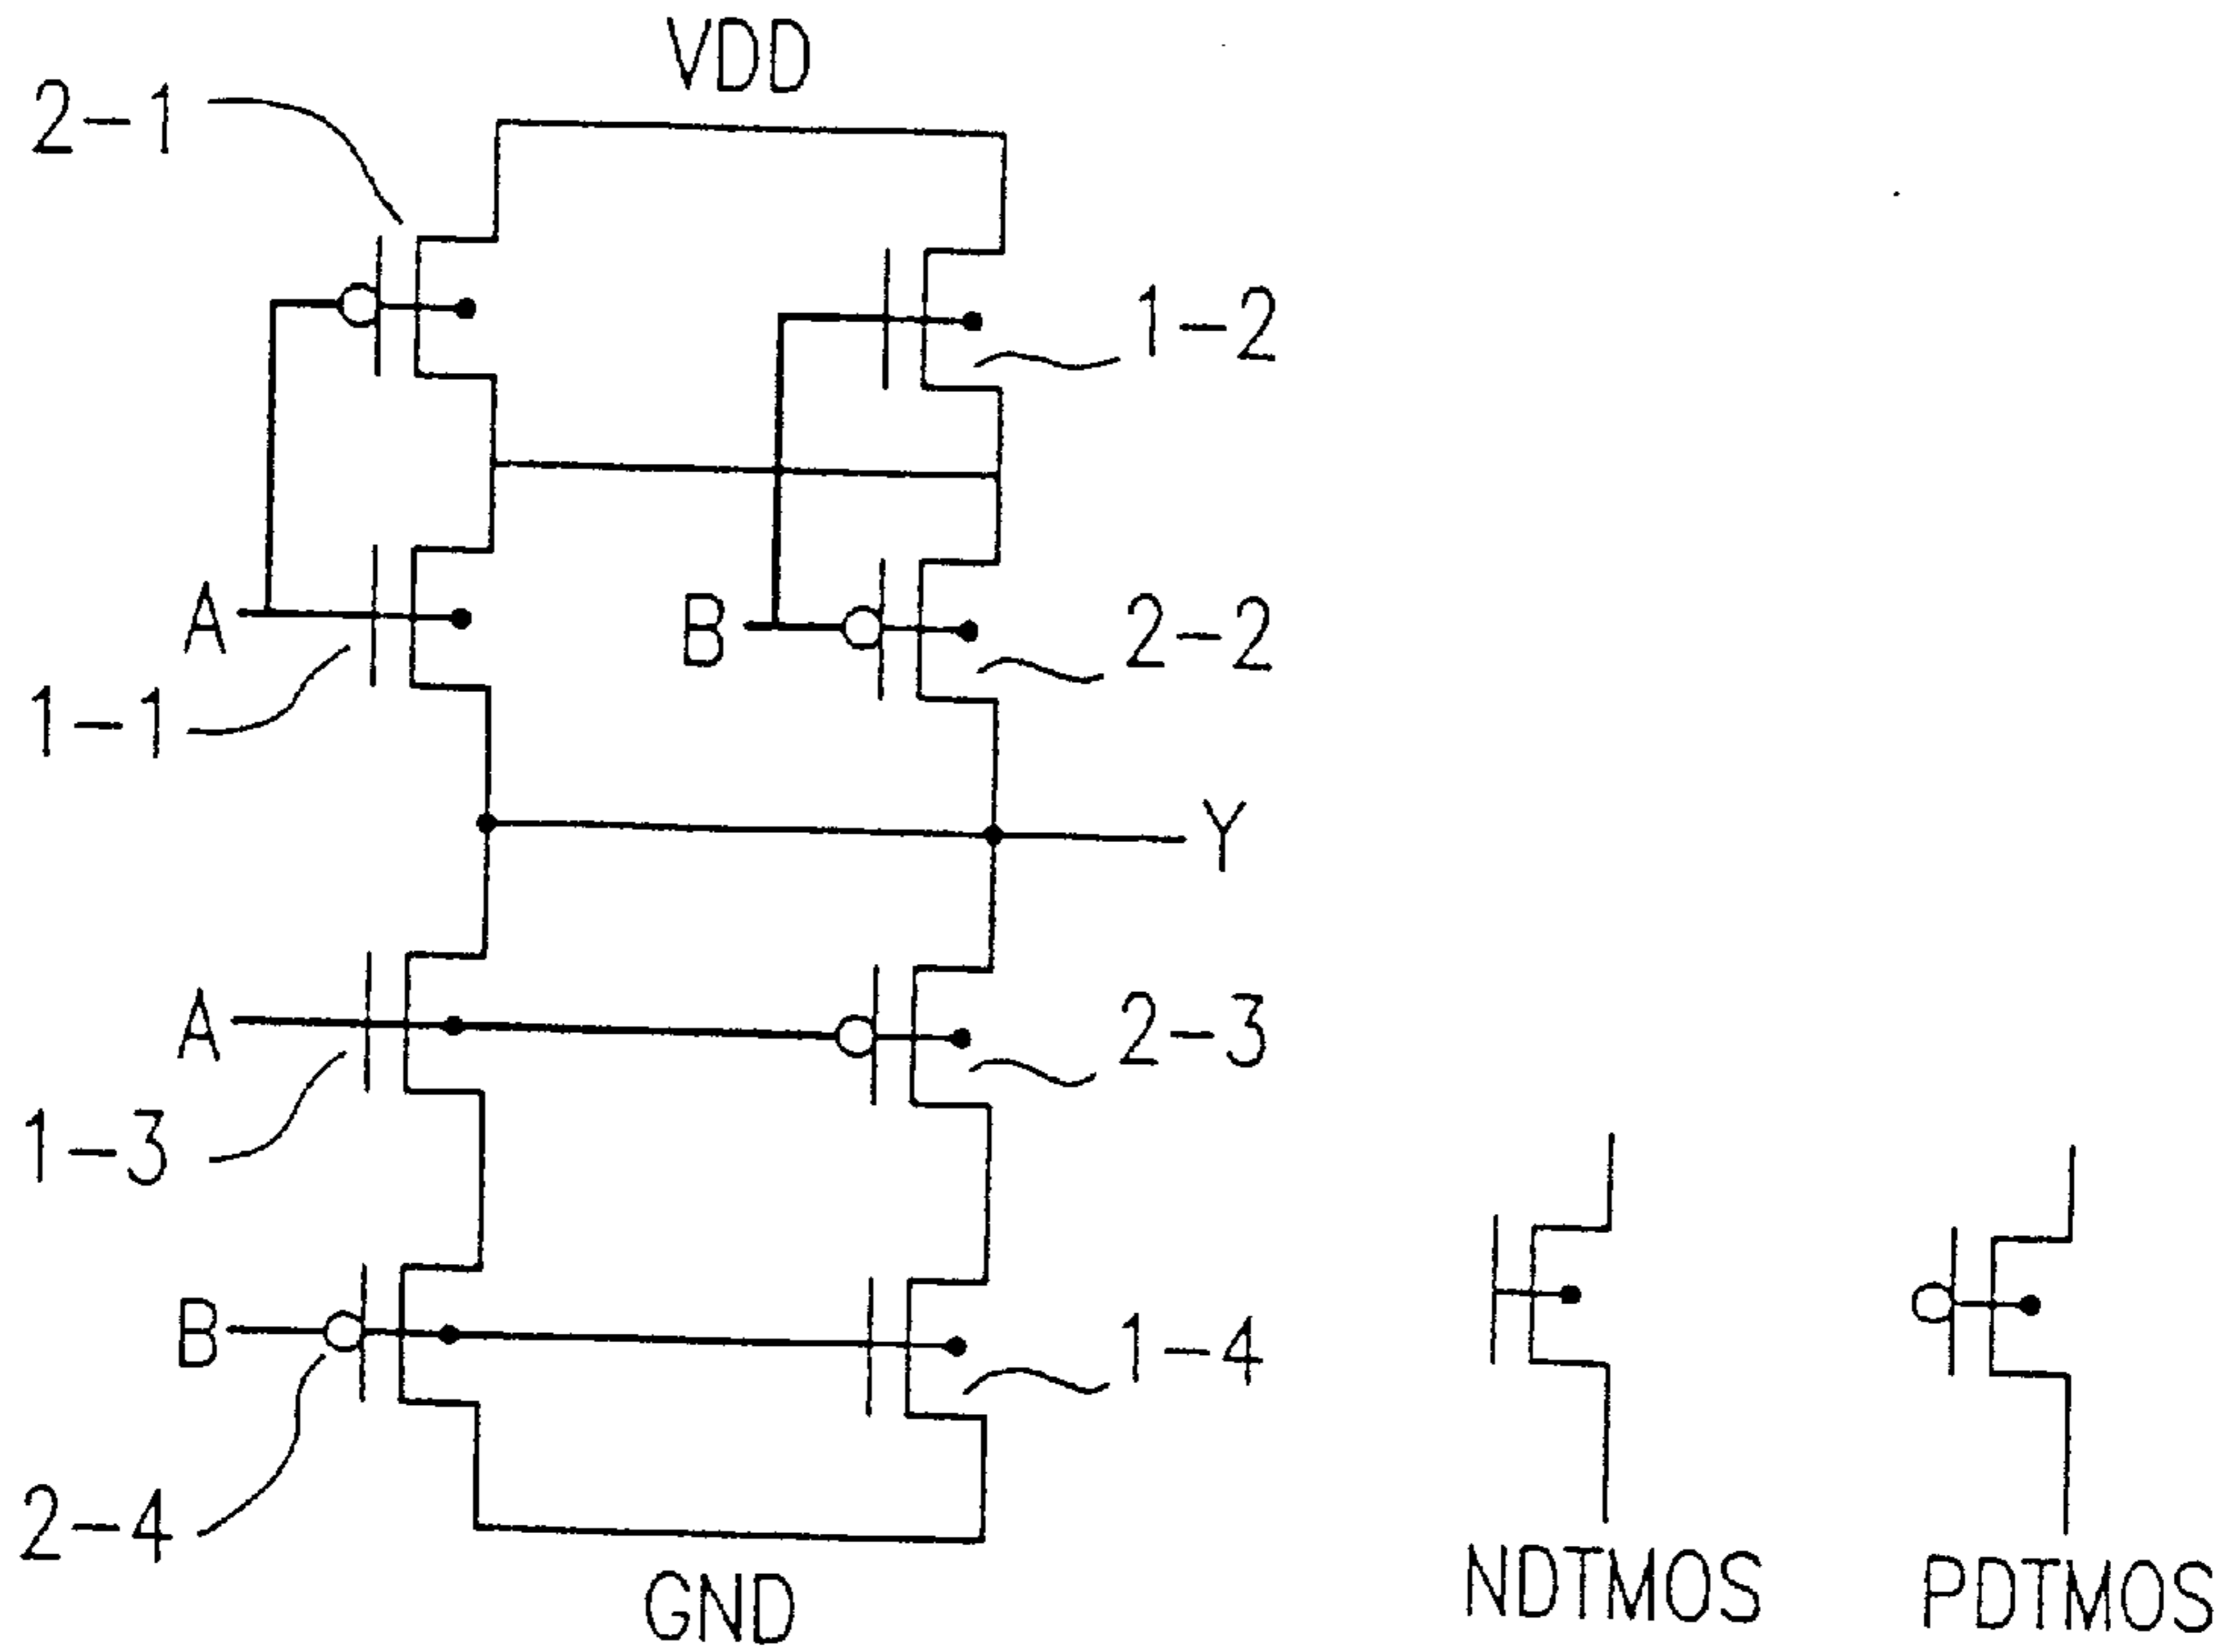 VDD
2-1
1-2
A
B
2-2
1-1
Y
A
2-3
1-3
B
1-4
2-4
GND
NDTMOS
PDTMOS